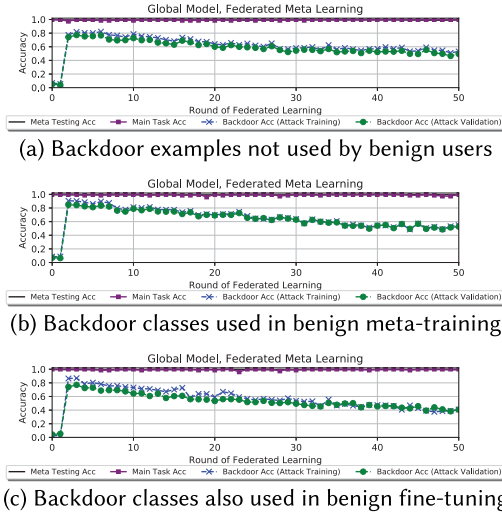 Global Model, Federated Meta Learning
1.0
0.8
0.6
0.4
0.2
0.0
Accuracy
0 10 20 30 40 50
Round of Federated Learning
Meta Testing Acc Main Task Acc Backdoor Acc (Attack Training) Backdoor Acc (Attack Validation)
(a) Backdoor examples not used by benign users
Global Model, Federated Meta Learning
1.0
0.8
0.6
0.4
0.2
0.0
Accuracy
0 10 20 30 40 50
Round of Federated Learning
Meta Testing Acc Main Task Acc Backdoor Acc (Attack Training) Backdoor Acc (Attack Validation)
(b) Backdoor classes used in benign meta-training
Global Model, Federated Meta Learning
1.0
0.8
0.6
0.4
0.2
0.0
Accuracy
0 10 20 30 40 50
Round of Federated Learning
Meta Testing Acc Main Task Acc Backdoor Acc (Attack Training) Backdoor Acc (Attack Validation)
(c) Backdoor classes also used in benign fine-tuning